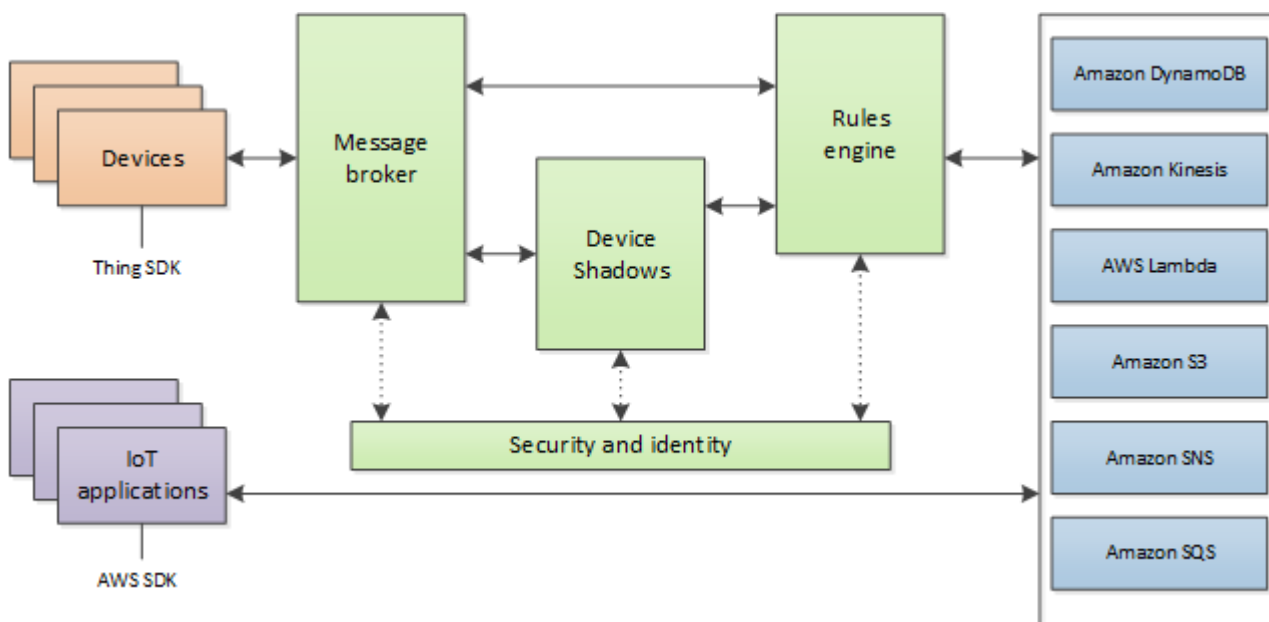 Devices
Thing SDK
Message
broker
Device
Shadows
Rules
engine
Security and identity
IoT
applications
AWS SDK
Amazon DynamoDB
Amazon Kinesis
AWS Lambda
Amazon S3
Amazon SNS
Amazon SQS